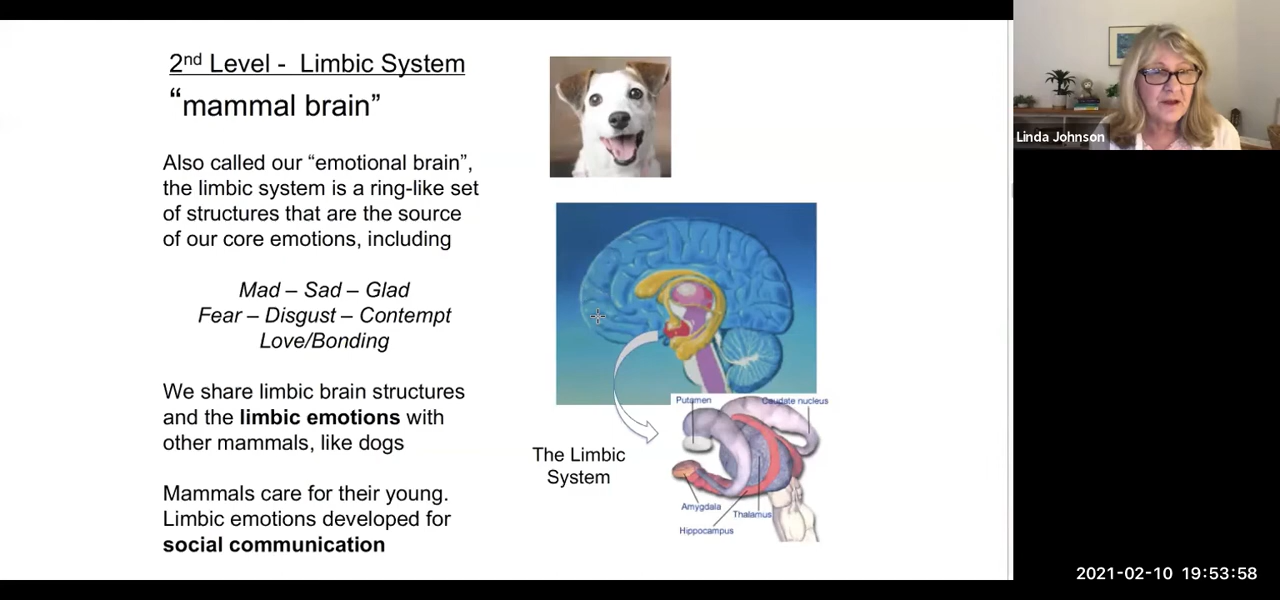 2nd Level - Limbic System
“mammal brain”
Also called our “emotional brain”,
the limbic system is a ring-like set
of structures that are the source
of our core emotions, including
Mad – Sad – Glad
Fear – Disgust – Contempt
Love/Bonding
We share limbic brain structures
and the limbic emotions with
other mammals, like dogs
Mammals care for their young.
Limbic emotions developed for
social communication
The Limbic
System
Putamen
Caudate nucleus
Amygdala
Thalamus
Hippocampus
Linda Johnson
2021-02-10 19:53:58